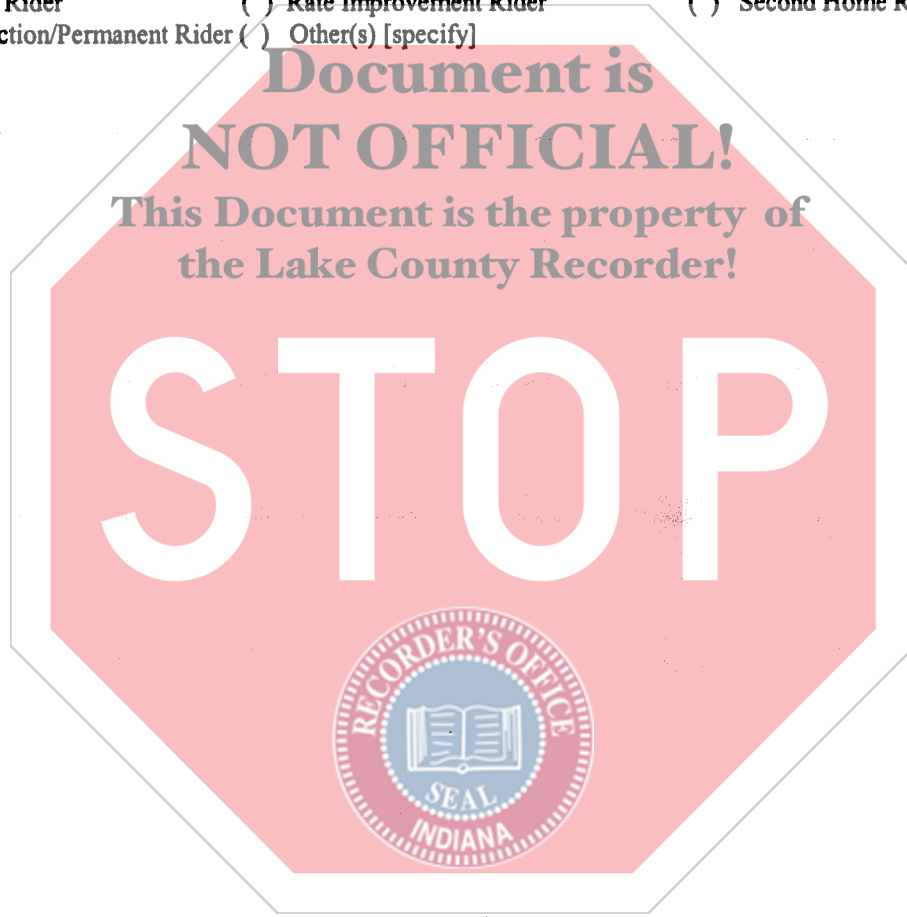 Rider ( ) Rate Improvement Rider ( ) Second Home R
ction/Permanent Rider ( ) Other(s) [specify]
Document is
NOT OFFICIAL!
This Document is the property of
the Lake County Recorder!
STOP
RECORDER'S OFFICE
SEAL
INDIANA